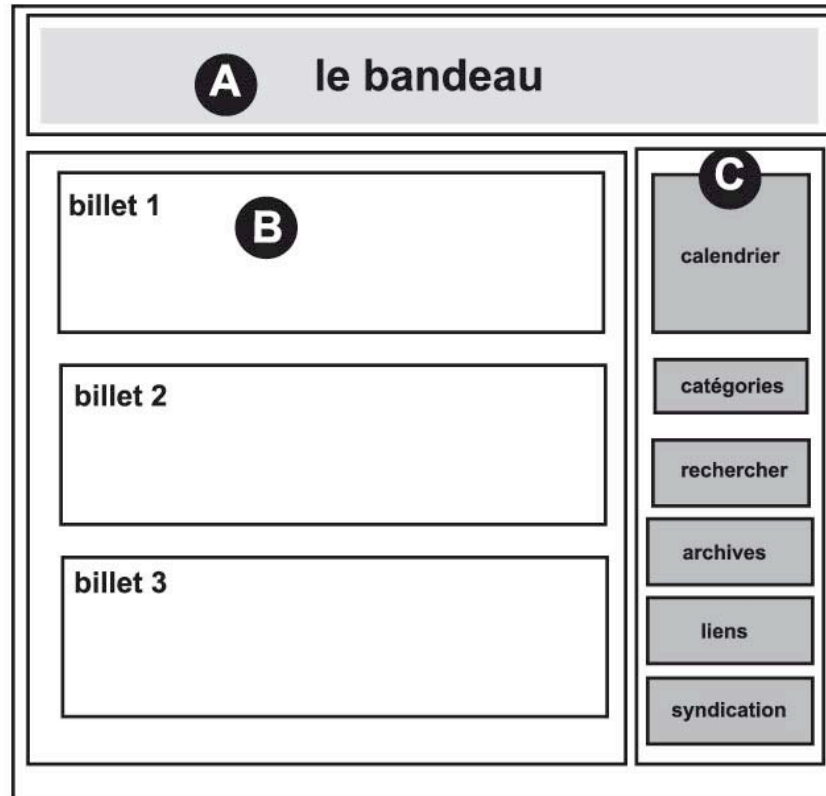 A le bandeau
billet 1
B
billet 2
billet 3
C
calendrier
catégories
rechercher
archives
liens
syndication